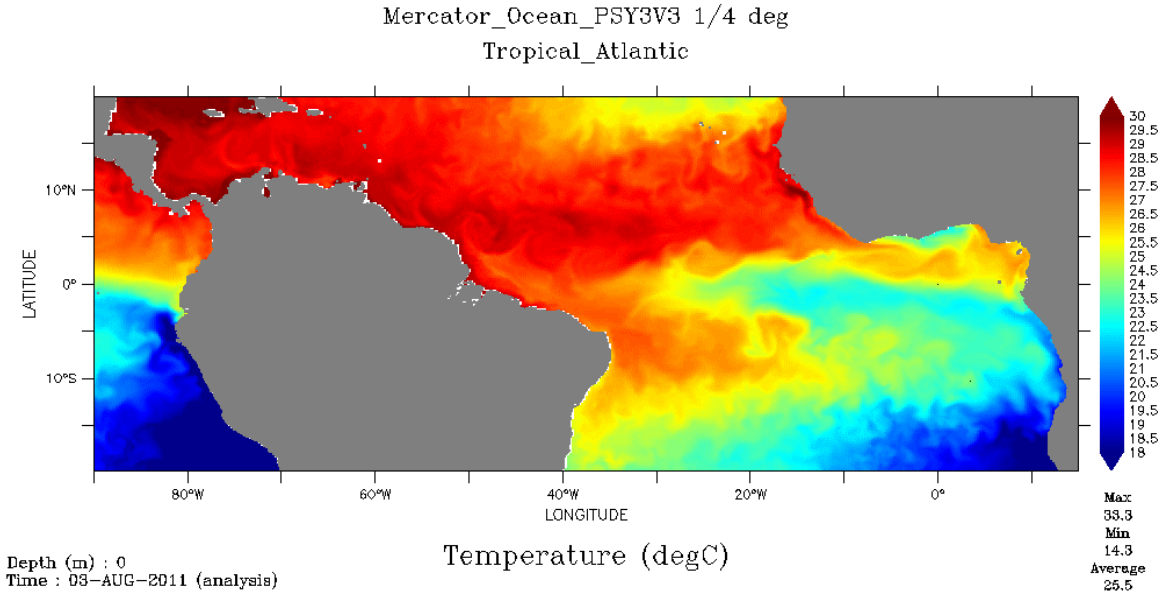 Mercator_Ocean_PSY3V3 1/4 deg
Tropical_Atlantic
LATITUDE
10°N
0°
10°S
80°W
60°W
40°W
20°W
0°
LONGITUDE
30
29.5
29
28.5
28
27.5
27
26.5
26
25.5
25
24.5
24
23.5
23
22.5
22
21.5
21
20.5
20
19.5
19
18.5
18
Max
33.3
Min
14.3
Average
25.5
Temperature (degC)
Depth (m) : 0
Time : 03-AUG-2011 (analysis)